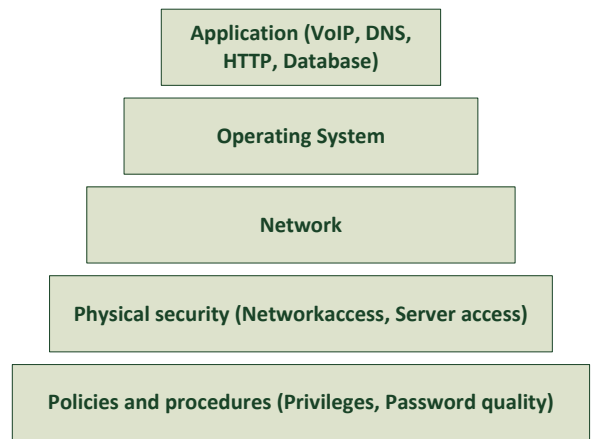 Application (VoIP, DNS,
HTTP, Database)
Operating System
Network
Physical security (Networkaccess, Server access)
Policies and procedures (Privileges, Password quality)